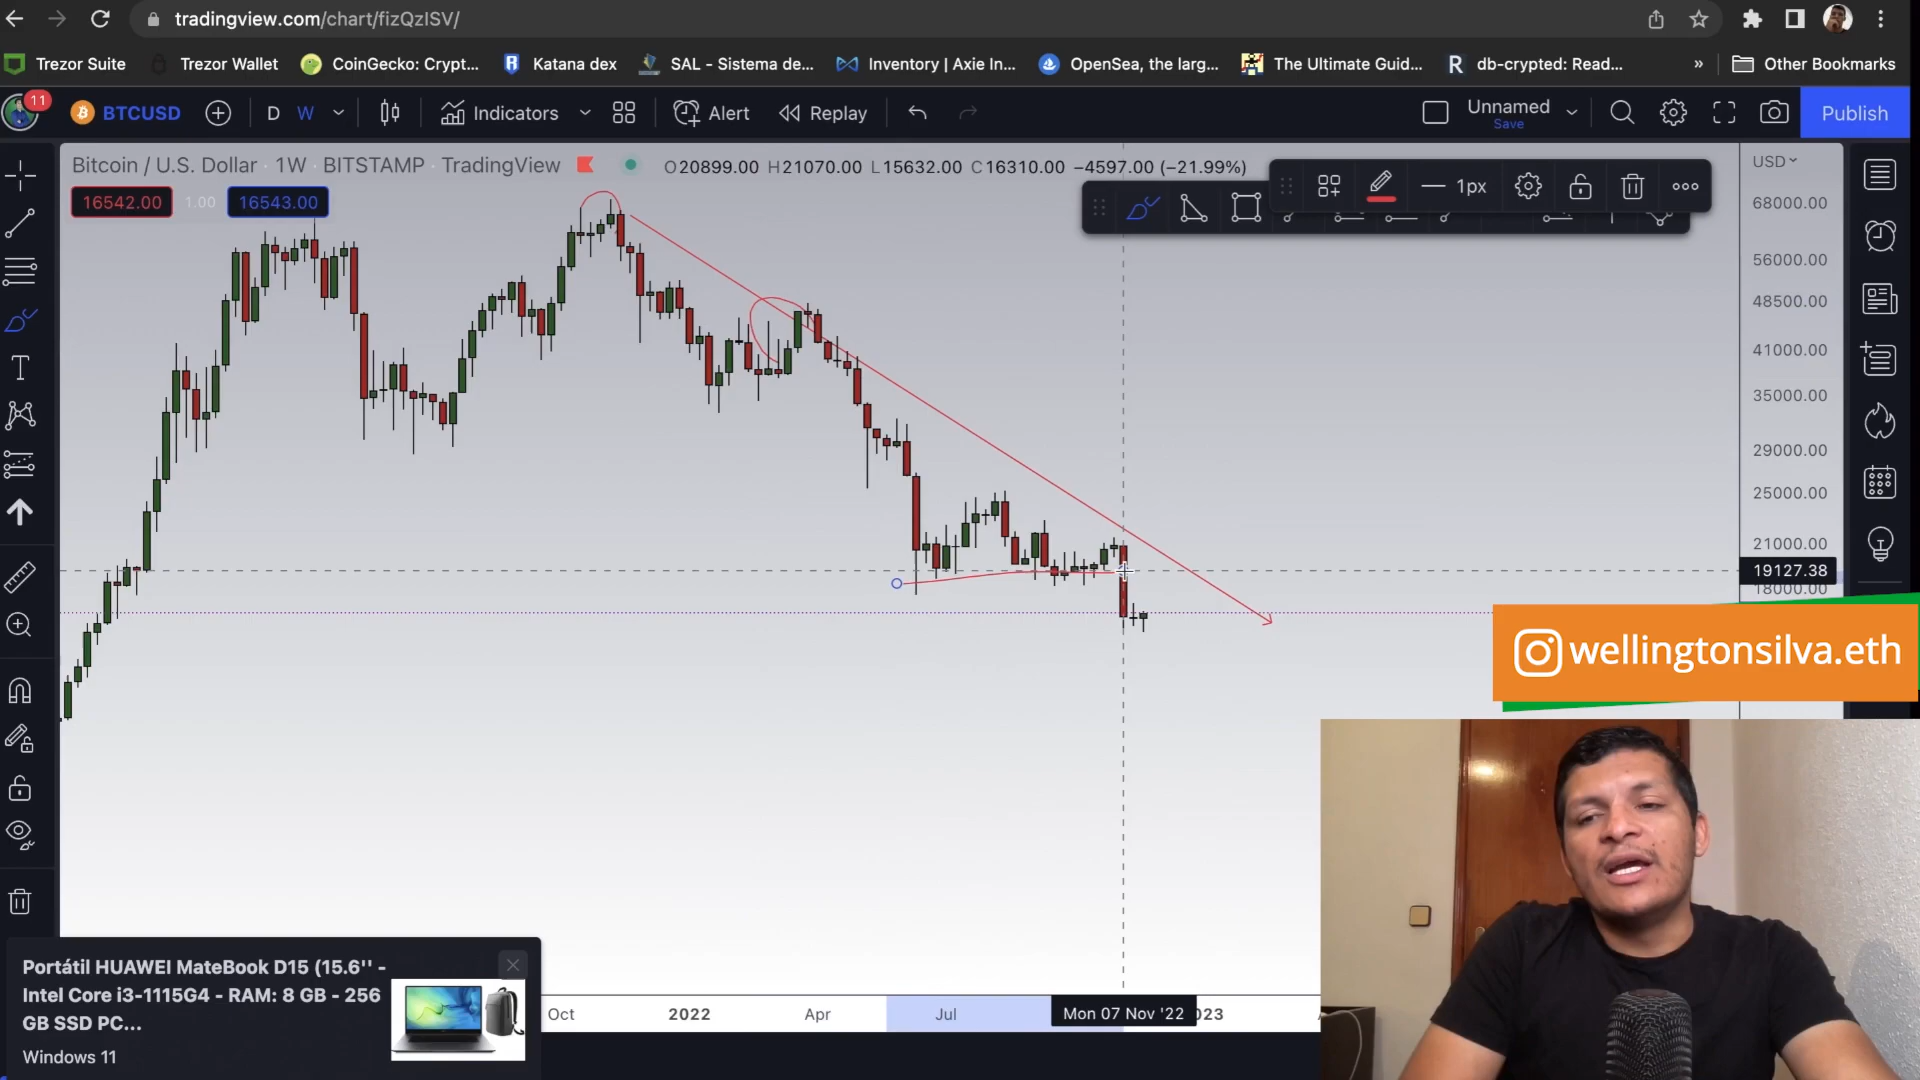 tradingview.com/chart/fizQzISV/
Trezor Suite
Trezor Wallet
CoinGecko: Crypt...
Katana dex
SAL - Sistema de...
Inventory | Axie In...
OpenSea, the larg...
The Ultimate Guid...
R db-crypted: Read...
»
Other Bookmarks
11
BTCUSD
D
W
Indicators
Alert
Replay
Unnamed
Save
Publish
Bitcoin / U.S. Dollar · 1W · BITSTAMP · TradingView
O20899.00 H21070.00 L15632.00 C16310.00 −4597.00 (−21.99%)
16542.00
1.00
16543.00
1px
USD
68000.00
56000.00
48500.00
41000.00
35000.00
29000.00
25000.00
21000.00
19127.38
18000.00
wellingtonsilva.eth
Portátil HUAWEI MateBook D15 (15.6'' -
Intel Core i3-1115G4 - RAM: 8 GB - 256
GB SSD PC...
Windows 11
Oct
2022
Apr
Jul
Mon 07 Nov '22